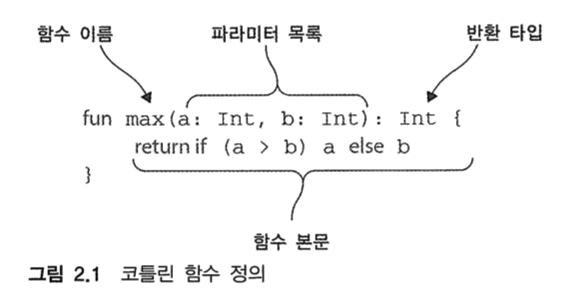 함수 이름 파라미터 목록 반환 타입
fun max(a: Int, b: Int): Int {
return if (a > b) a else b
}
함수 본문
그림 2.1 코틀린 함수 정의